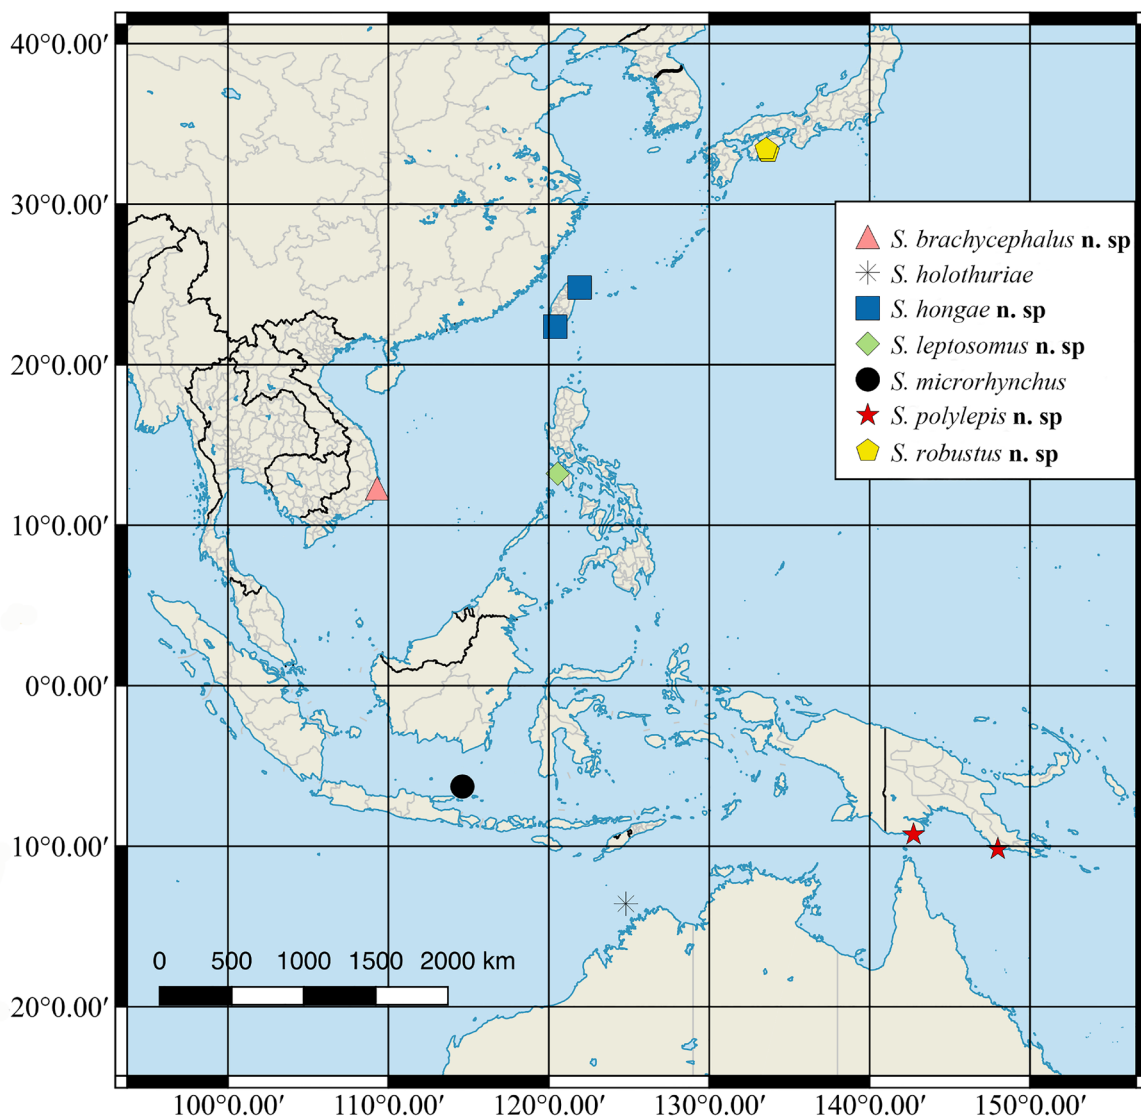 40°0.00′
30°0.00′
S. brachycephalus n. sp
S. holothuriae
S. hongae n. sp
S. leptosomus n. sp
S. microrhynchus
S. polylepis n. sp
S. robustus n. sp
20°0.00′
10°0.00′
0°0.00′
10°0.00′
0 500 1000 1500 2000 km
20°0.00′
100°0.00′ 110°0.00′ 120°0.00′ 130°0.00′ 140°0.00′ 150°0.00′